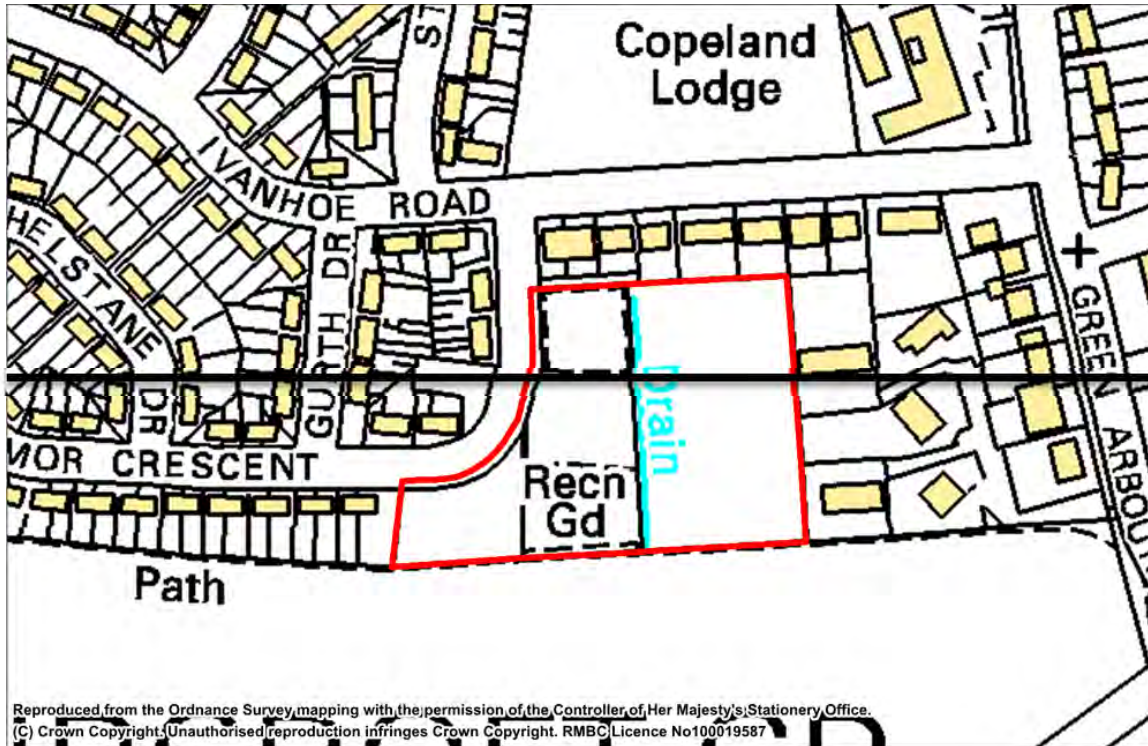 ST
Copeland
Lodge
IVANHOE ROAD
HELSTANE
GURTH DR
GREEN ARBOUR
Drain
MOR CRESCENT
Recn
Gd
Path
Reproduced from the Ordnance Survey mapping with the permission of the Controller of Her Majesty's Stationery Office.
(C) Crown Copyright. Unauthorised reproduction infringes Crown Copyright. RMBC Licence No100019587